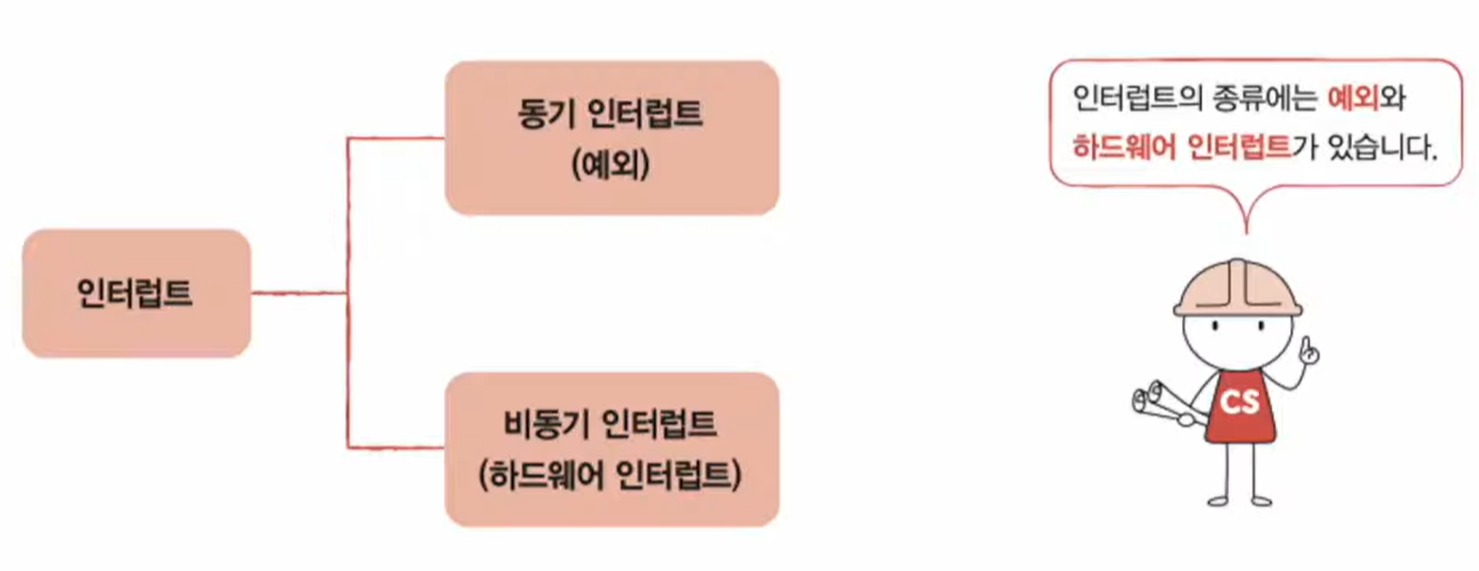 인터럽트
동기 인터럽트
(예외)
비동기 인터럽트
(하드웨어 인터럽트)
인터럽트의 종류에는 예외와
하드웨어 인터럽트가 있습니다.
CS